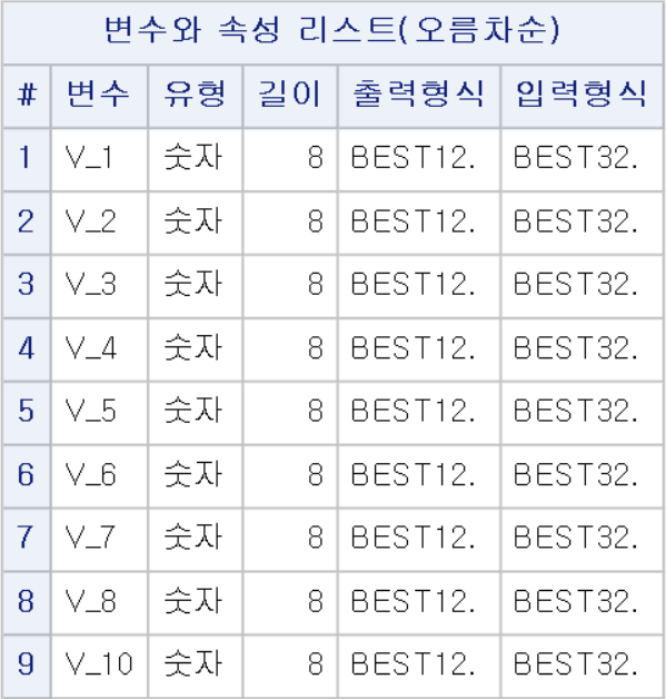 변수와 속성 리스트(오름차순)
# 변수 유형 길이 출력형식 입력형식
1 V_1 숫자 8 BEST12. BEST32.
2 V_2 숫자 8 BEST12. BEST32.
3 V_3 숫자 8 BEST12. BEST32.
4 V_4 숫자 8 BEST12. BEST32.
5 V_5 숫자 8 BEST12. BEST32.
6 V_6 숫자 8 BEST12. BEST32.
7 V_7 숫자 8 BEST12. BEST32.
8 V_8 숫자 8 BEST12. BEST32.
9 V_10 숫자 8 BEST12. BEST32.